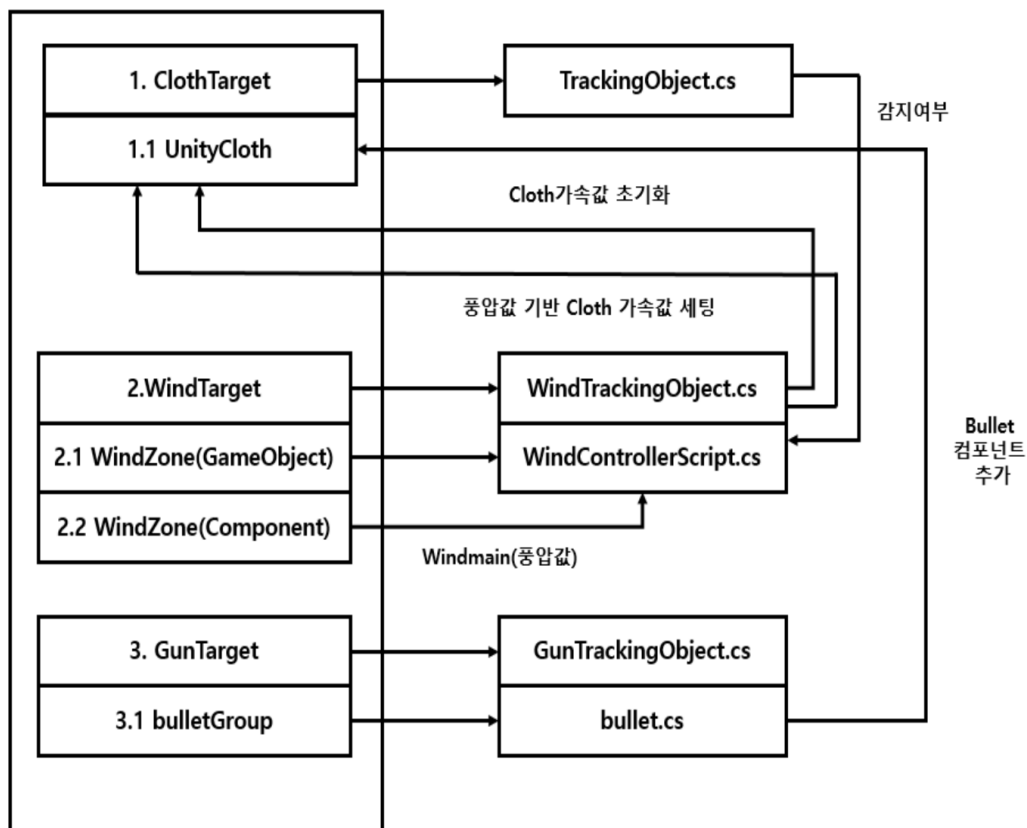 1. ClothTarget
TrackingObject.cs
감지여부
1.1 UnityCloth
Cloth가속값 초기화
풍압값 기반 Cloth 가속값 세팅
2.WindTarget
WindTrackingObject.cs
2.1 WindZone(GameObject)
WindControllerScript.cs
Bullet
컴포넌트
추가
2.2 WindZone(Component)
Windmain(풍압값)
3. GunTarget
GunTrackingObject.cs
3.1 bulletGroup
bullet.cs